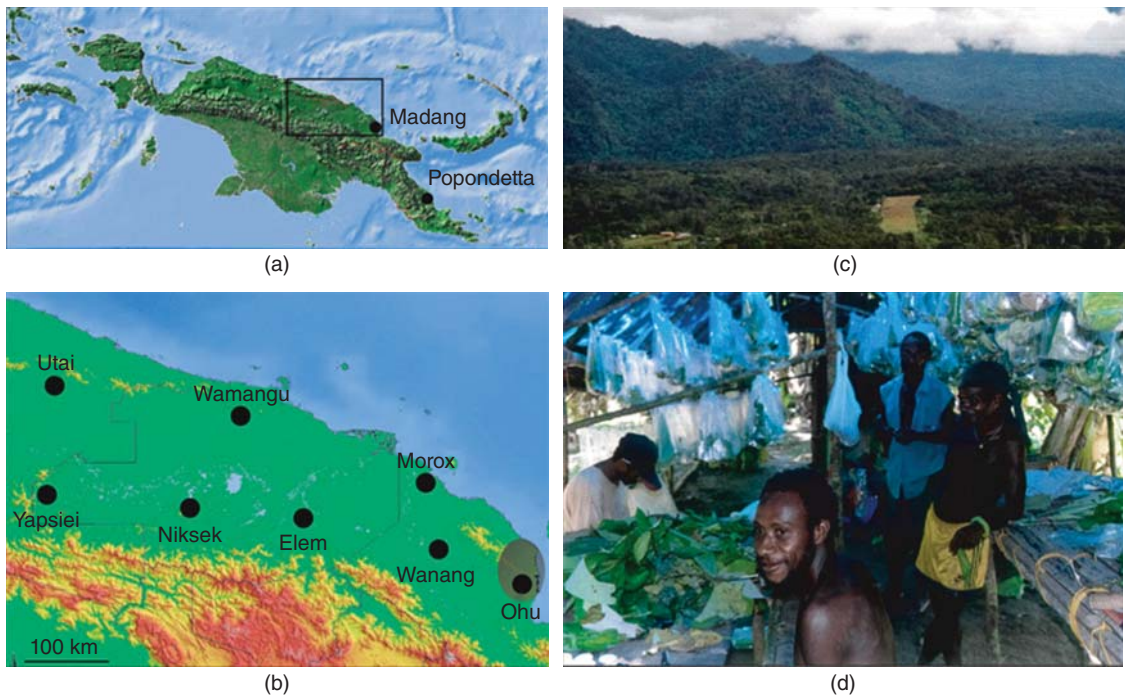 Madang
Popondetta
(a)
(c)
Utai
Wamangu
Morox
Yapsiei
Niksek
Elem
Wanang
Ohu
100 km
(b)
(d)